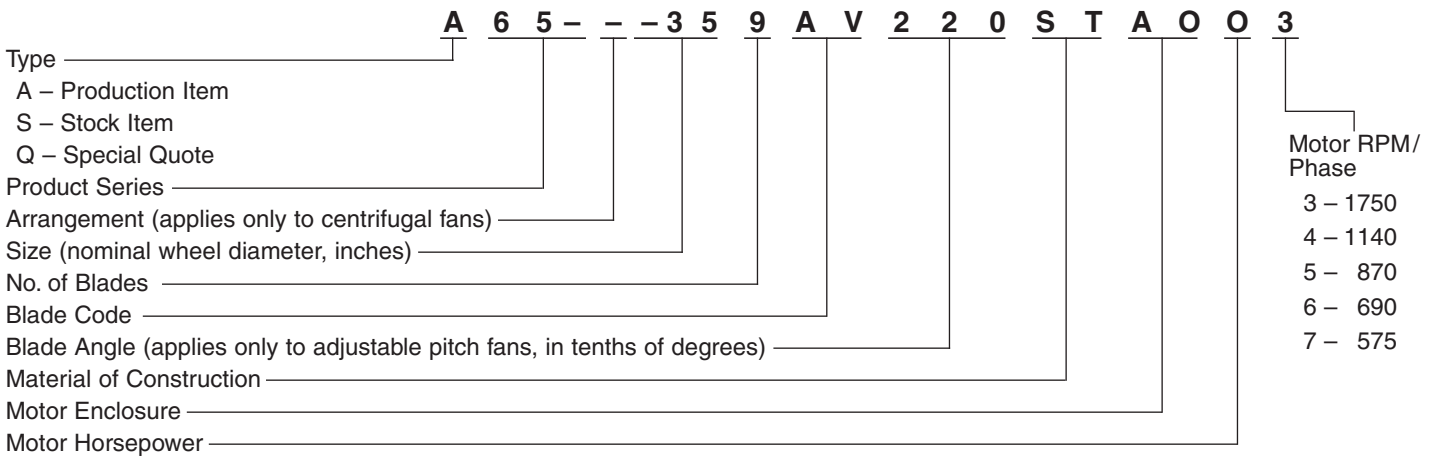 A 6 5 – – – 3 5 9 A V 2 2 0 S T A O O 3
Type
A – Production Item
S – Stock Item
Q – Special Quote
Product Series
Arrangement (applies only to centrifugal fans)
Size (nominal wheel diameter, inches)
No. of Blades
Blade Code
Blade Angle (applies only to adjustable pitch fans, in tenths of degrees)
Material of Construction
Motor Enclosure
Motor Horsepower
Motor RPM/
Phase
3 – 1750
4 – 1140
5 – 870
6 – 690
7 – 575